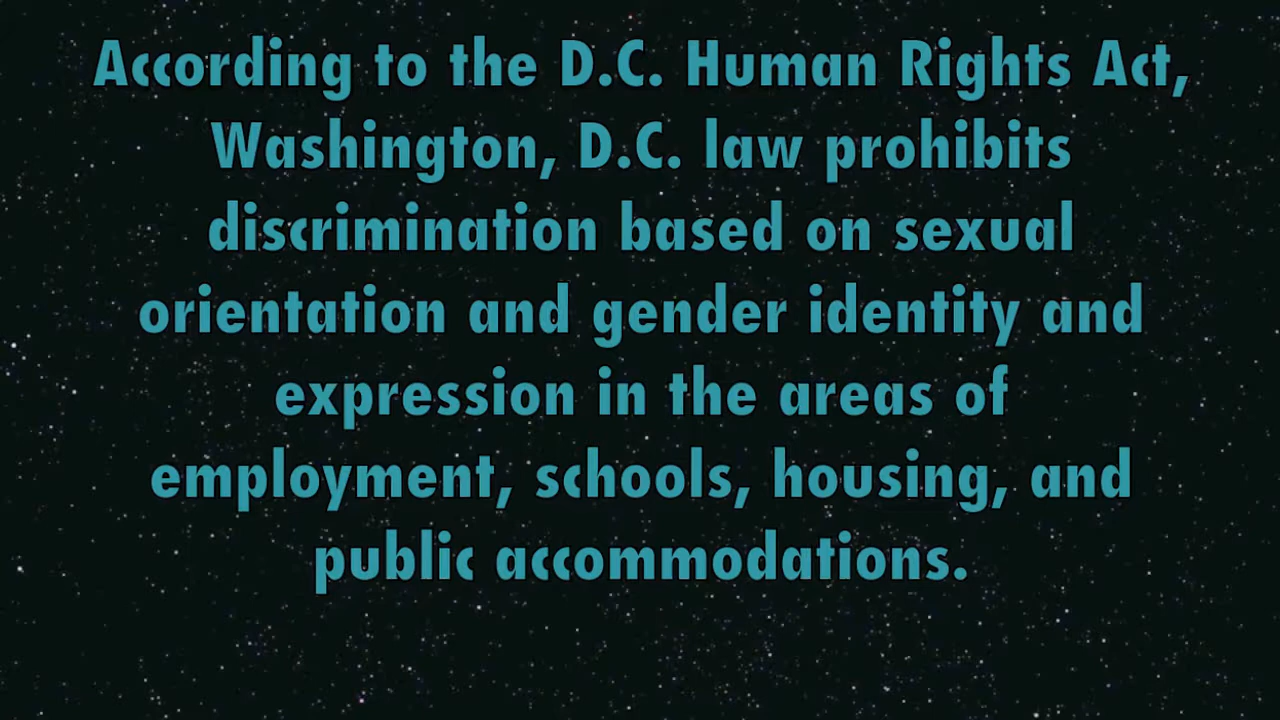 According to the D.C. Human Rights Act,
Washington, D.C. law prohibits
discrimination based on sexual
orientation and gender identity and
expression in the areas of
employment, schools, housing, and
public accommodations.